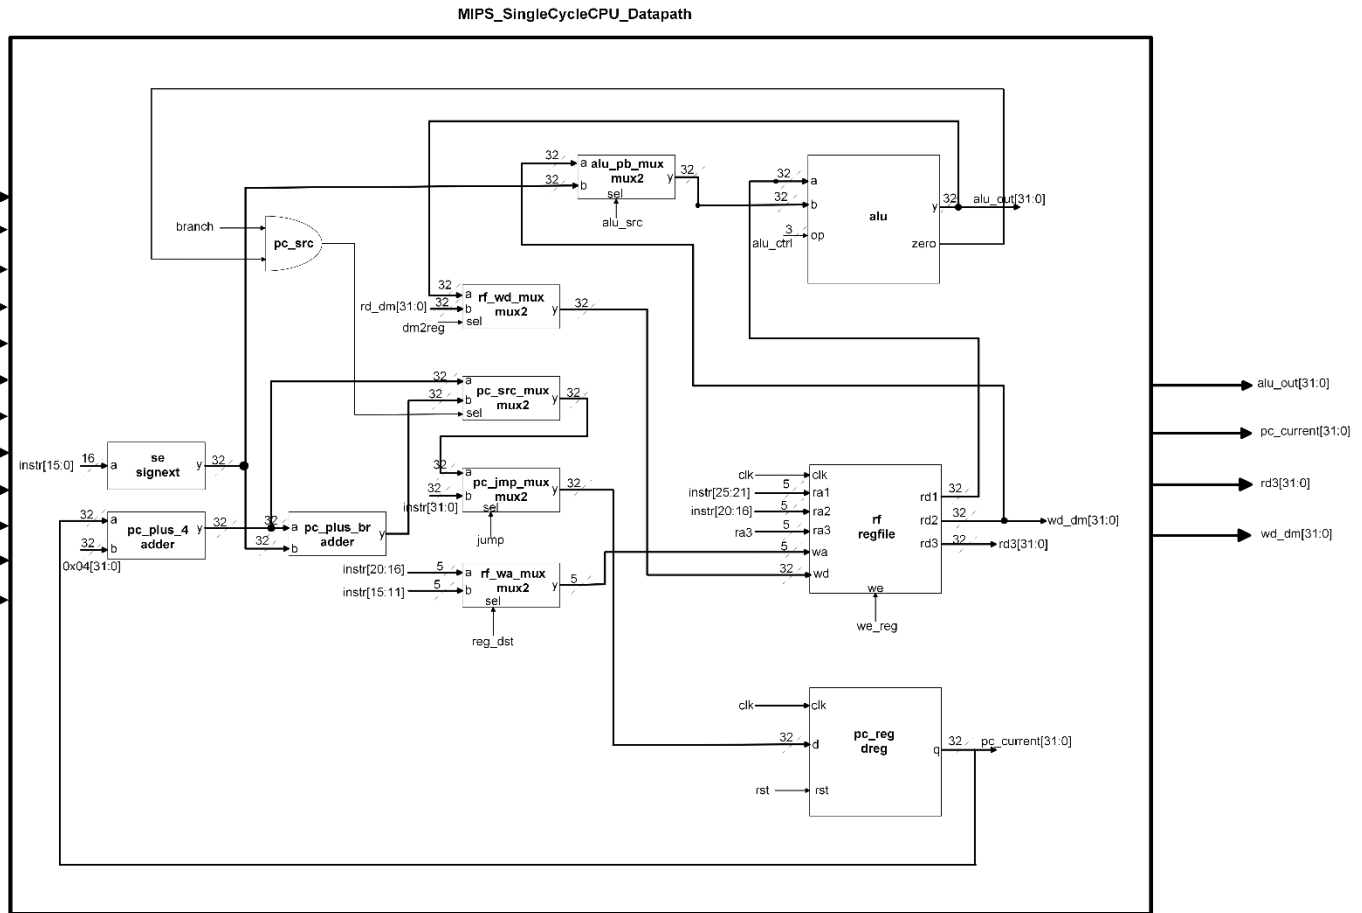 MIPS_SingleCycleCPU_Datapath
32
a
alu_pb_mux
mux2
32
b
sel
y
32
alu_src
32
a
32
b
3
alu_ctrl
op
alu
y
32
alu_out[31:0]
zero
branch
pc_src
32
a
rd_dm[31:0]
32
b
dm2reg
sel
rf_wd_mux
mux2
y
32
32
a
32
b
sel
pc_src_mux
mux2
y
32
alu_out[31:0]
pc_current[31:0]
rd3[31:0]
wd_dm[31:0]
instr[15:0]
16
a
se
signext
y
32
32
a
32
b
instr[31:0]
pc_jmp_mux
mux2
sel
y
32
jump
32
a
32
b
0x04[31:0]
pc_plus_4
adder
y
32
32
a
32
b
pc_plus_br
adder
y
instr[20:16]
5
a
instr[15:11]
5
b
rf_wa_mux
mux2
sel
y
5
reg_dst
clk
clk
instr[25:21]
5
ra1
instr[20:16]
5
ra2
ra3
5
ra3
5
wa
32
wd
rf
regfile
rd1
32
rd2
32
wd_dm[31:0]
rd3
32
rd3[31:0]
we
we_reg
clk
clk
32
d
rst
rst
pc_reg
dreg
q
32
pc_current[31:0]